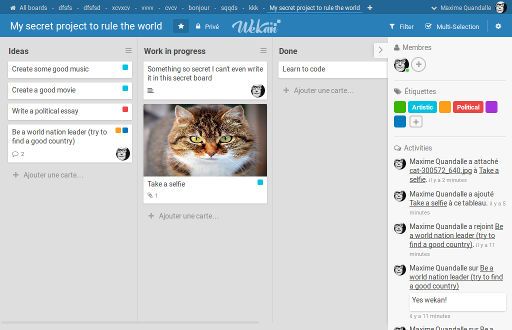 All boards - dfsfs - dfsfsd - xcvxcv - vwxv - cvcv - bonjour - sqqds - kkk - My secret project to rule the world
Maxime Quandalle
My secret project to rule the world
Privé
Wekan
Filter
Multi-Selection
Ideas
Create some good music
Create a good movie
Write a political essay
Be a world nation leader (try to
find a good country)
2
Ajouter une carte…
Work in progress
Something so secret I can't even write
it in this secret board
Take a selfie
1
Ajouter une carte…
Done
Learn to code
Ajouter une carte…
Membres
Étiquettes
Artistic
Political
Activities
Maxime Quandalle a attaché
cat-300572_640.jpg à Take a
selfie. il y a 2 minutes
Maxime Quandalle a ajouté
Take a selfie à ce tableau. il y a 5
minutes
Maxime Quandalle a rejoint Be
a world nation leader (try to
find a good country). il y a 11
minutes
Maxime Quandalle sur Be a
world nation leader (try to
find a good country)
Yes wekan!
il y a 11 minutes
Maxime Quandalle sur Be a